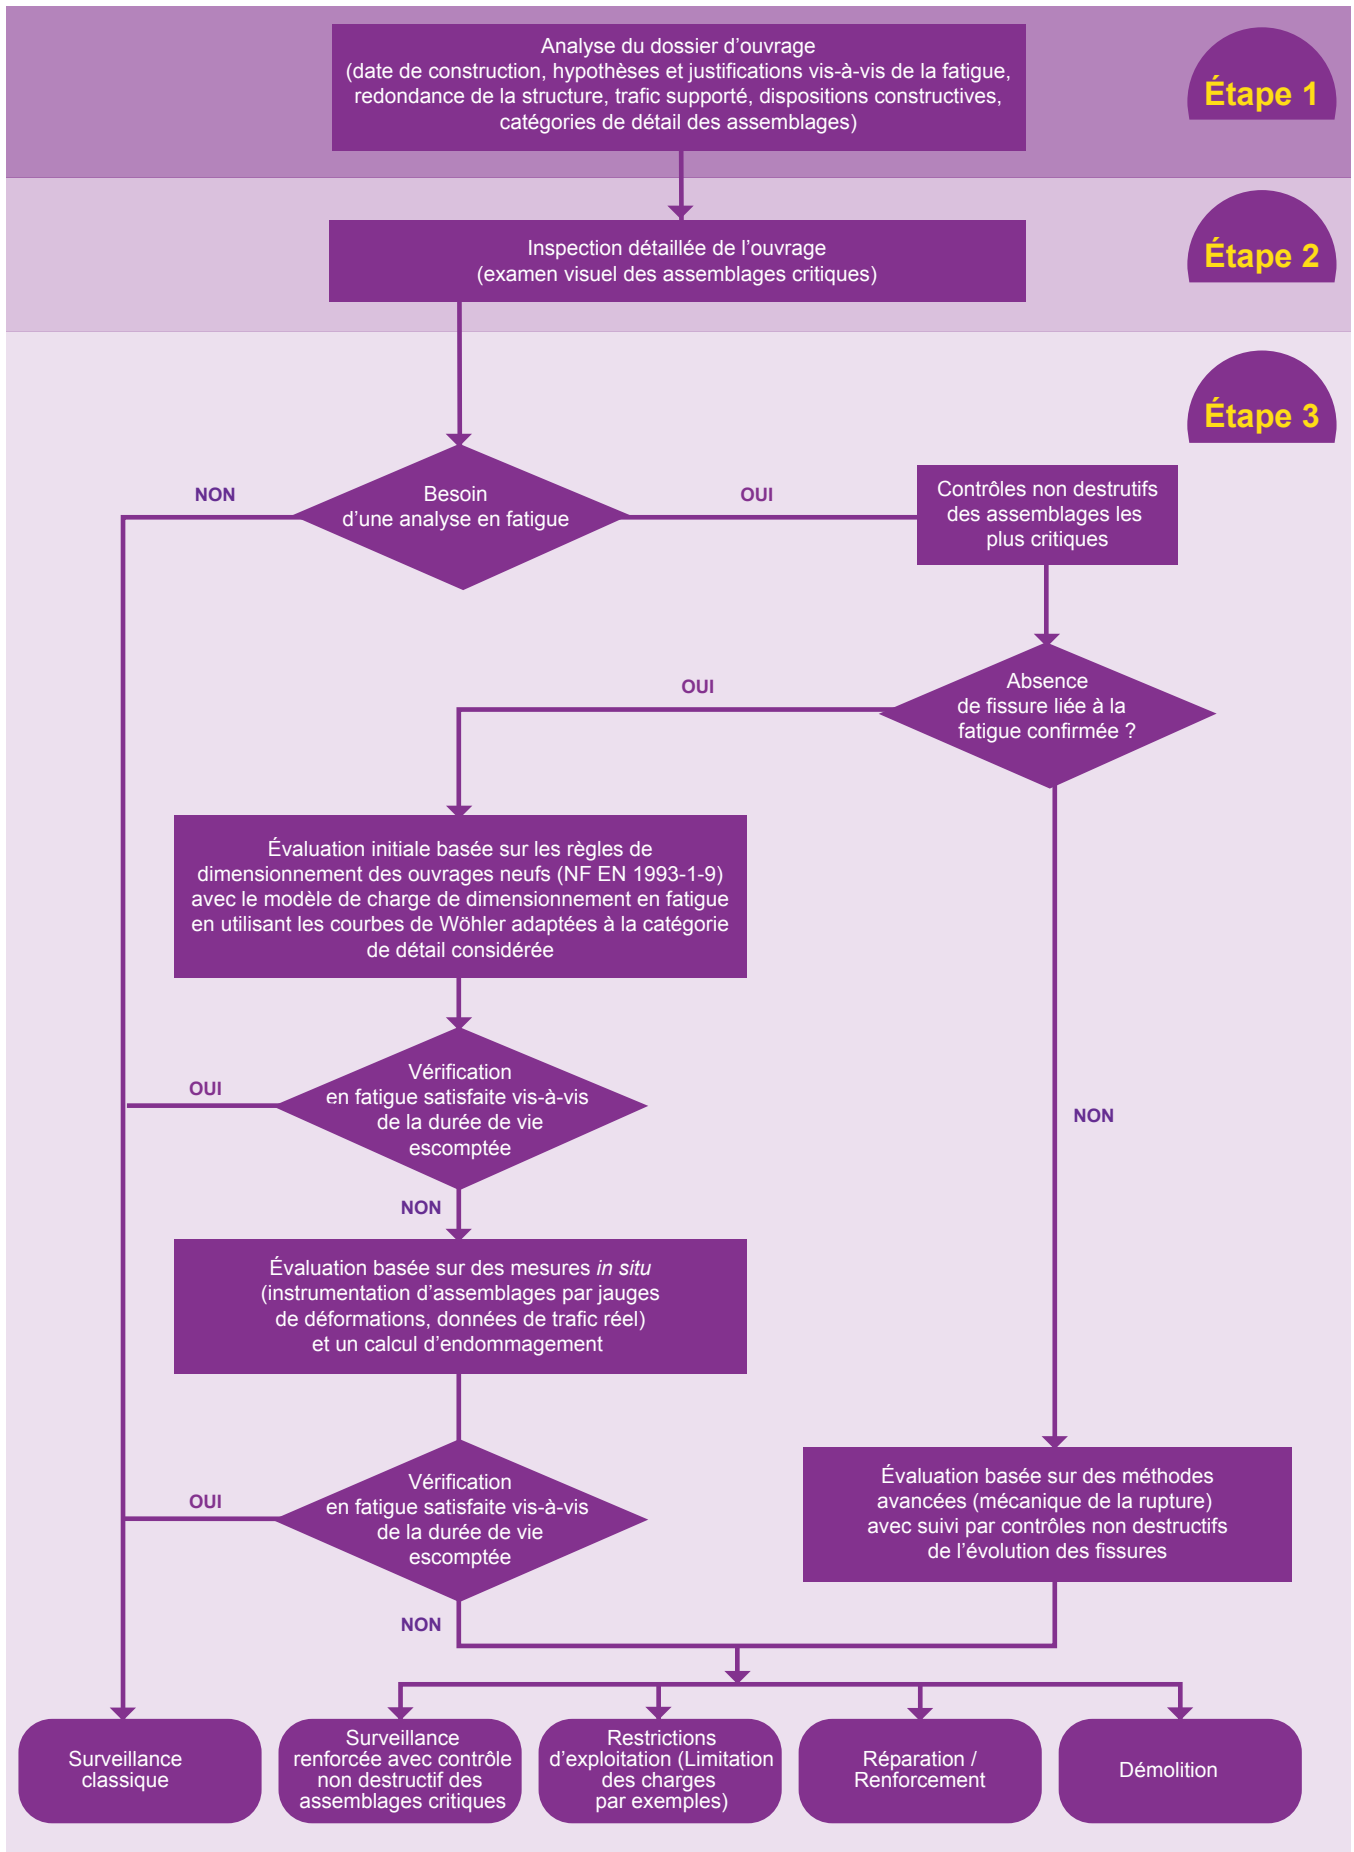 Analyse du dossier d’ouvrage
(date de construction, hypothèses et justifications vis-à-vis de la fatigue,
redondance de la structure, trafic supporté, dispositions constructives,
catégories de détail des assemblages)
Étape 1
Inspection détaillée de l’ouvrage
(examen visuel des assemblages critiques)
Étape 2
Étape 3
NON
Besoin
d’une analyse en fatigue
OUI
Contrôles non destrutifs
des assemblages les
plus critiques
OUI
Absence
de fissure liée à la
fatigue confirmée ?
Évaluation initiale basée sur les règles de
dimensionnement des ouvrages neufs (NF EN 1993-1-9)
avec le modèle de charge de dimensionnement en fatigue
en utilisant les courbes de Wöhler adaptées à la catégorie
de détail considérée
OUI
Vérification
en fatigue satisfaite vis-à-vis
de la durée de vie
escomptée
NON
NON
Évaluation basée sur des mesures in situ
(instrumentation d’assemblages par jauges
de déformations, données de trafic réel)
et un calcul d’endommagement
OUI
Vérification
en fatigue satisfaite vis-à-vis
de la durée de vie
escomptée
Évaluation basée sur des méthodes
avancées (mécanique de la rupture)
avec suivi par contrôles non destructifs
de l’évolution des fissures
NON
Surveillance
classique
Surveillance
renforcée avec contrôle
non destructif des
assemblages critiques
Restrictions
d’exploitation (Limitation
des charges
par exemples)
Réparation /
Renforcement
Démolition